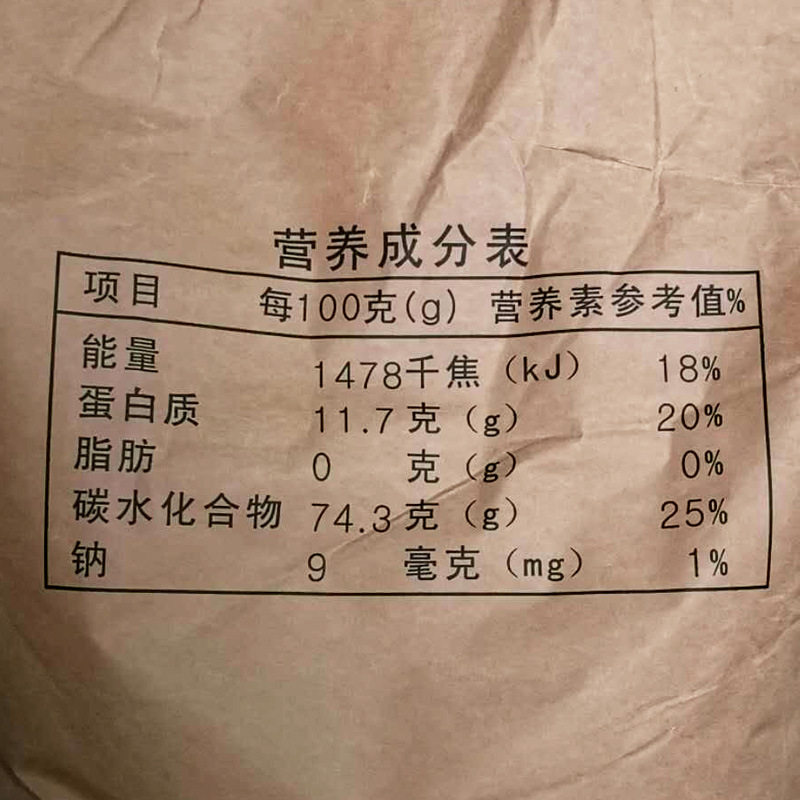 营养成分表
项目 每100克(g) 营养素参考值%
能量 1478千焦（kJ） 18%
蛋白质 11.7克（g） 20%
脂肪 0 克（g） 0%
碳水化合物 74.3克（g） 25%
钠 9 毫克（mg） 1%